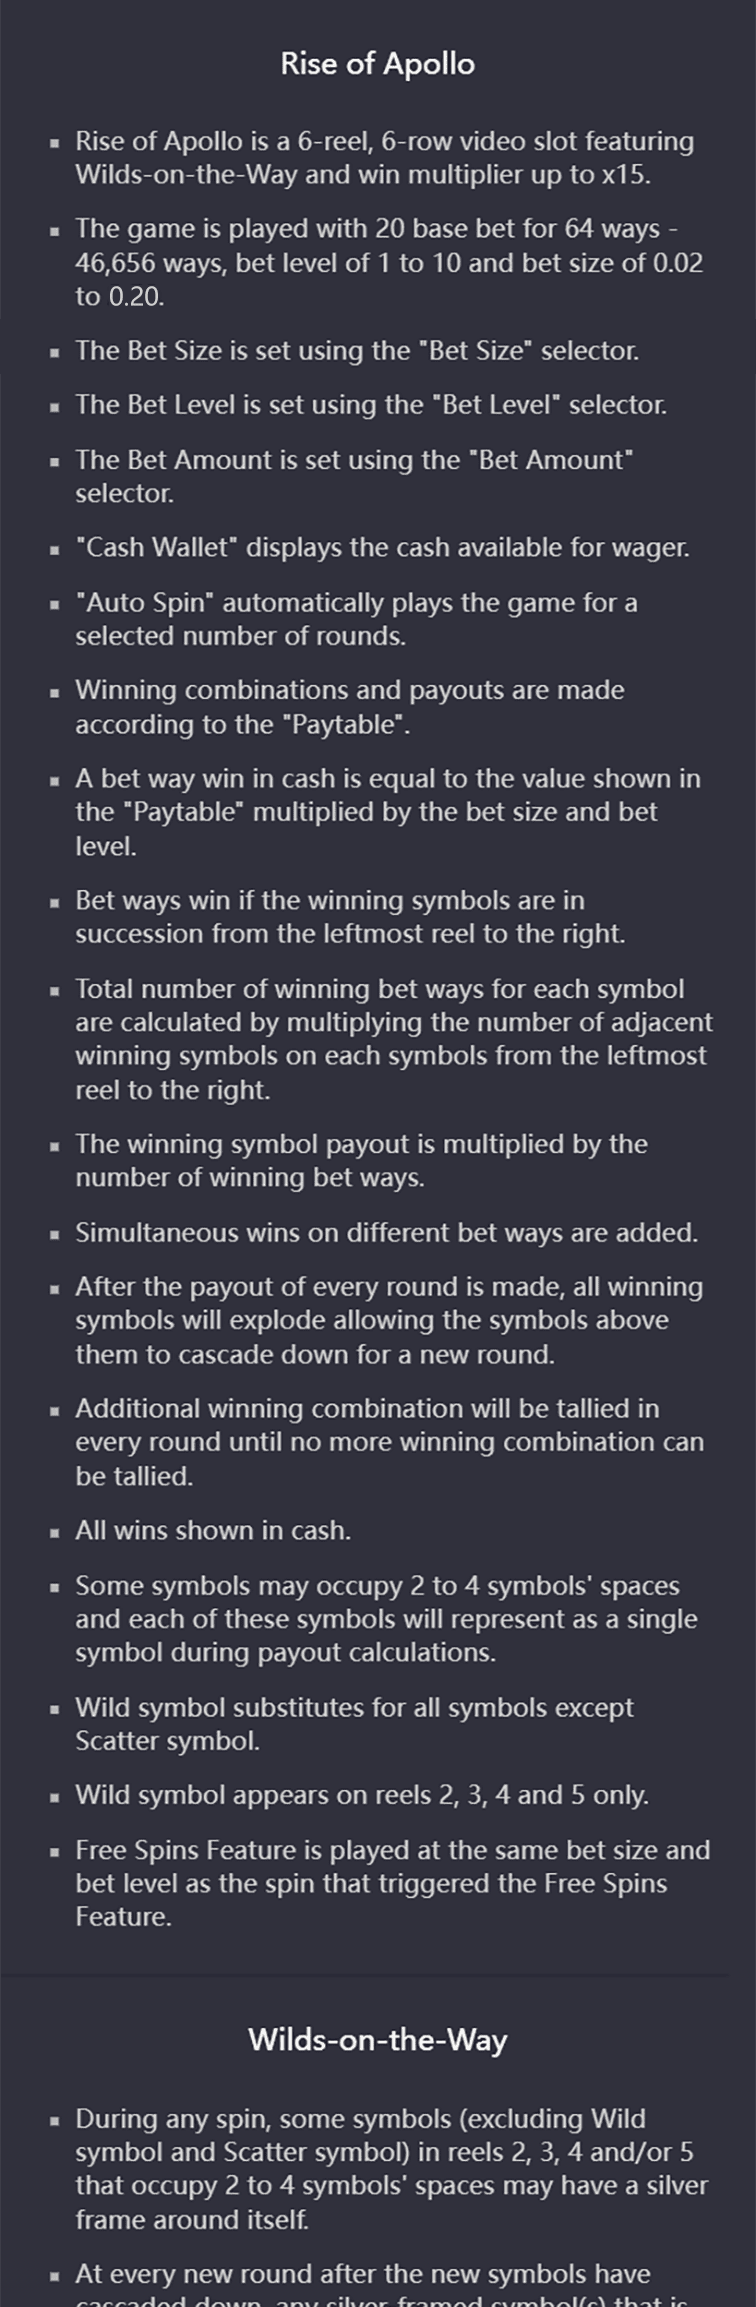 Rise of Apollo
▪ Rise of Apollo is a 6-reel, 6-row video slot featuring
Wilds-on-the-Way and win multiplier up to x15.
▪ The game is played with 20 base bet for 64 ways -
46,656 ways, bet level of 1 to 10 and bet size of 0.02
to 0.20.
▪ The Bet Size is set using the "Bet Size" selector.
▪ The Bet Level is set using the "Bet Level" selector.
▪ The Bet Amount is set using the "Bet Amount"
selector.
▪ "Cash Wallet" displays the cash available for wager.
▪ "Auto Spin" automatically plays the game for a
selected number of rounds.
▪ Winning combinations and payouts are made
according to the "Paytable".
▪ A bet way win in cash is equal to the value shown in
the "Paytable" multiplied by the bet size and bet
level.
▪ Bet ways win if the winning symbols are in
succession from the leftmost reel to the right.
▪ Total number of winning bet ways for each symbol
are calculated by multiplying the number of adjacent
winning symbols on each symbols from the leftmost
reel to the right.
▪ The winning symbol payout is multiplied by the
number of winning bet ways.
▪ Simultaneous wins on different bet ways are added.
▪ After the payout of every round is made, all winning
symbols will explode allowing the symbols above
them to cascade down for a new round.
▪ Additional winning combination will be tallied in
every round until no more winning combination can
be tallied.
▪ All wins shown in cash.
▪ Some symbols may occupy 2 to 4 symbols' spaces
and each of these symbols will represent as a single
symbol during payout calculations.
▪ Wild symbol substitutes for all symbols except
Scatter symbol.
▪ Wild symbol appears on reels 2, 3, 4 and 5 only.
▪ Free Spins Feature is played at the same bet size and
bet level as the spin that triggered the Free Spins
Feature.
Wilds-on-the-Way
▪ During any spin, some symbols (excluding Wild
symbol and Scatter symbol) in reels 2, 3, 4 and/or 5
that occupy 2 to 4 symbols' spaces may have a silver
frame around itself.
▪ At every new round after the new symbols have
cascaded down, any silver-framed symbol(s) that is